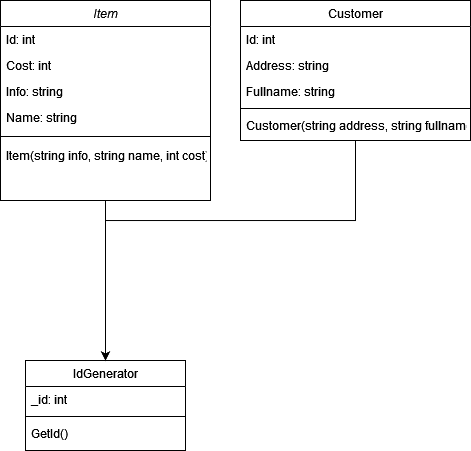 Item
Id: int
Cost: int
Info: string
Name: string
Item(string info, string name, int cost)
Customer
Id: int
Address: string
Fullname: string
Customer(string address, string fullnam
IdGenerator
_id: int
GetId()